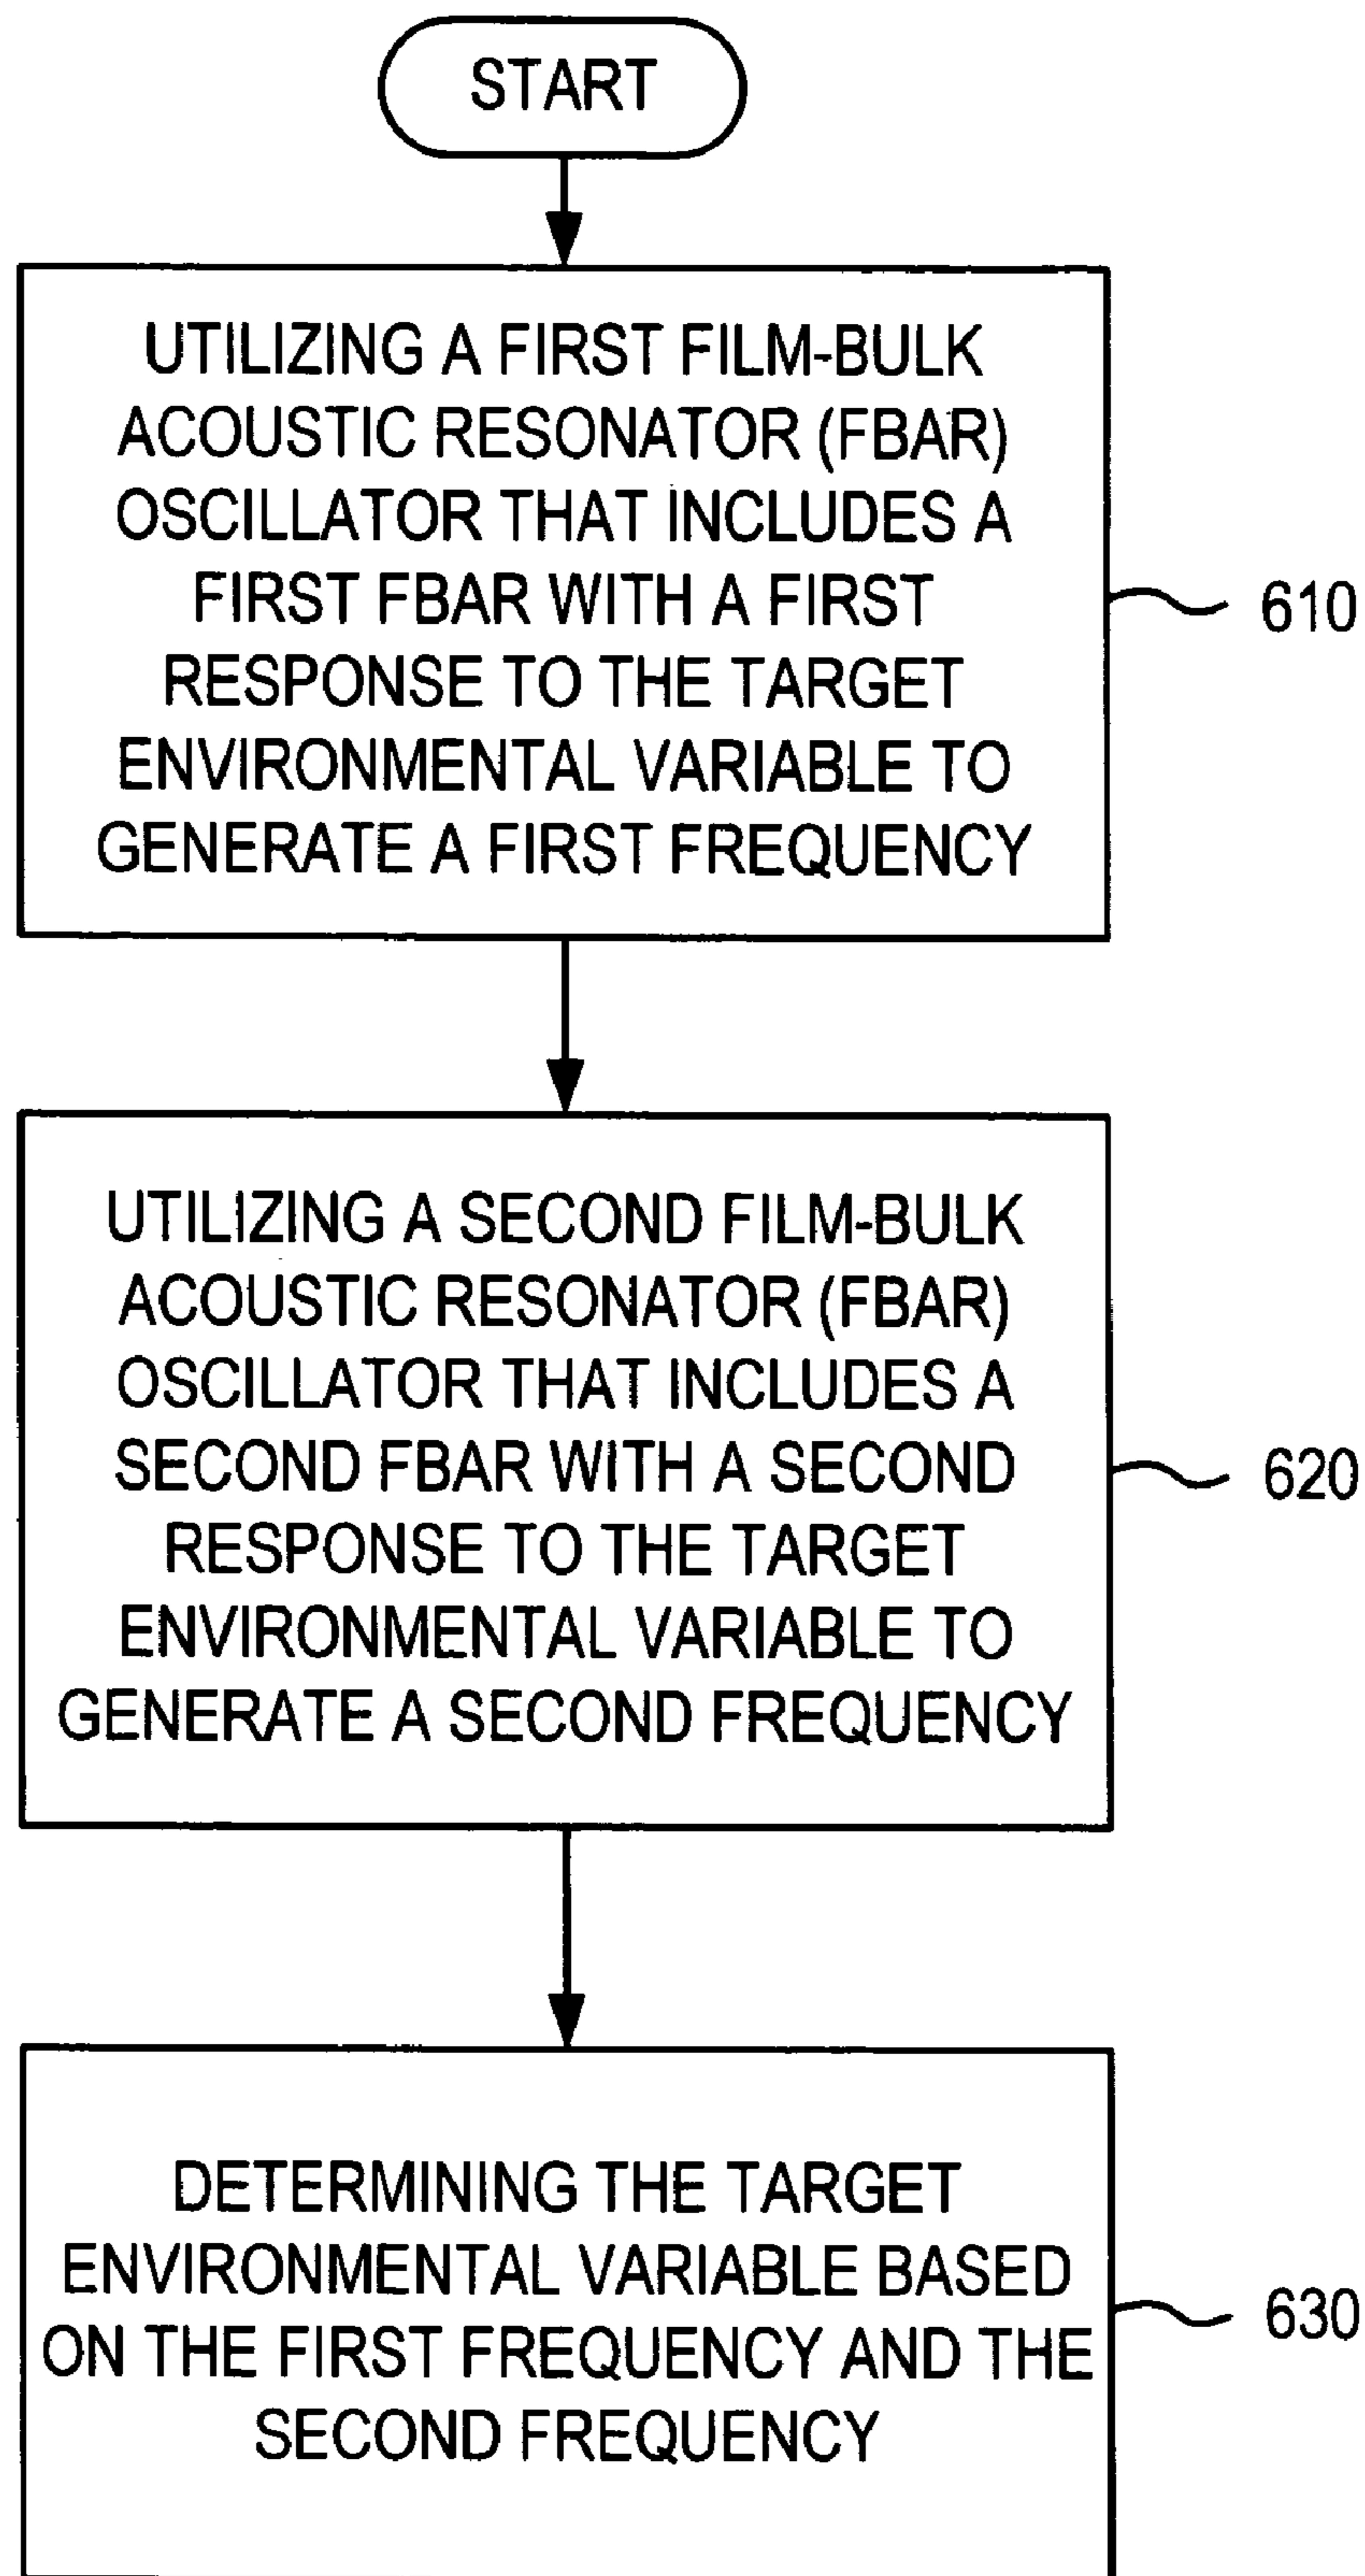 START
UTILIZING A FIRST FILM-BULK
ACOUSTIC RESONATOR (FBAR)
OSCILLATOR THAT INCLUDES A
FIRST FBAR WITH A FIRST
RESPONSE TO THE TARGET
ENVIRONMENTAL VARIABLE TO
GENERATE A FIRST FREQUENCY
610
UTILIZING A SECOND FILM-BULK
ACOUSTIC RESONATOR (FBAR)
OSCILLATOR THAT INCLUDES A
SECOND FBAR WITH A SECOND
RESPONSE TO THE TARGET
ENVIRONMENTAL VARIABLE TO
GENERATE A SECOND FREQUENCY
620
DETERMINING THE TARGET
ENVIRONMENTAL VARIABLE BASED
ON THE FIRST FREQUENCY AND THE
SECOND FREQUENCY
630